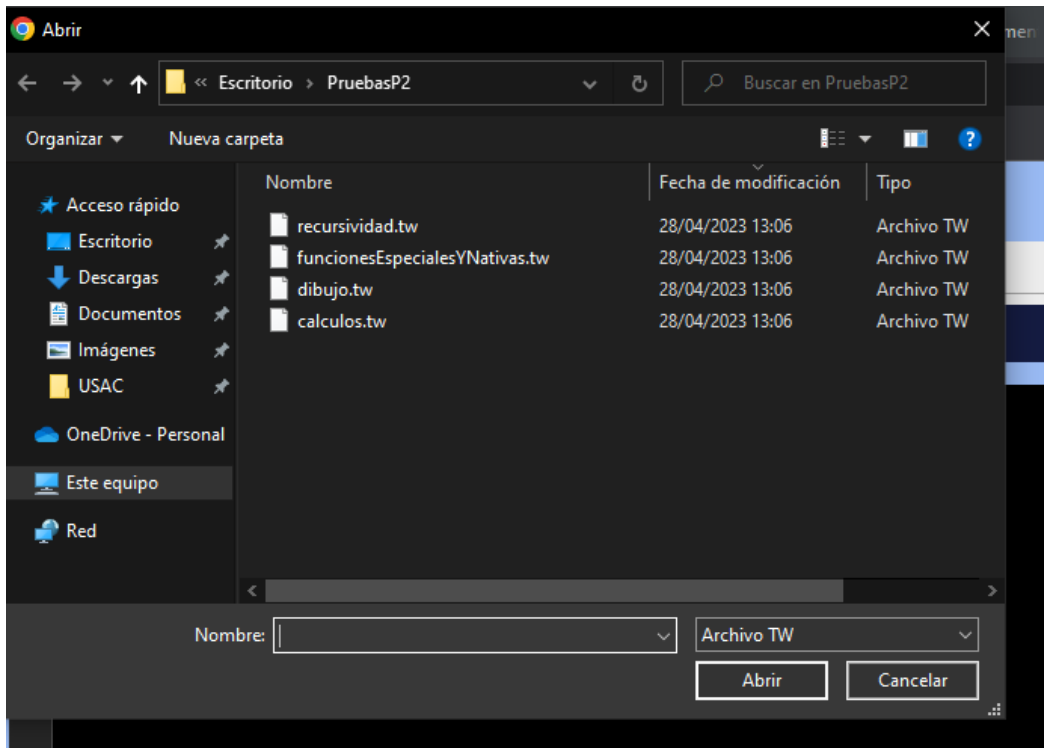 Abrir
men
« Escritorio > PruebasP2
Buscar en PruebasP2
Organizar
Nueva carpeta
?
Nombre
Fecha de modificación
Tipo
Acceso rápido
Escritorio
Descargas
Documentos
Imágenes
USAC
OneDrive - Personal
Este equipo
Red
recursividad.tw 28/04/2023 13:06 Archivo TW
funcionesEspecialesYNativas.tw 28/04/2023 13:06 Archivo TW
dibujo.tw 28/04/2023 13:06 Archivo TW
calculos.tw 28/04/2023 13:06 Archivo TW
Nombre:
Archivo TW
Abrir
Cancelar